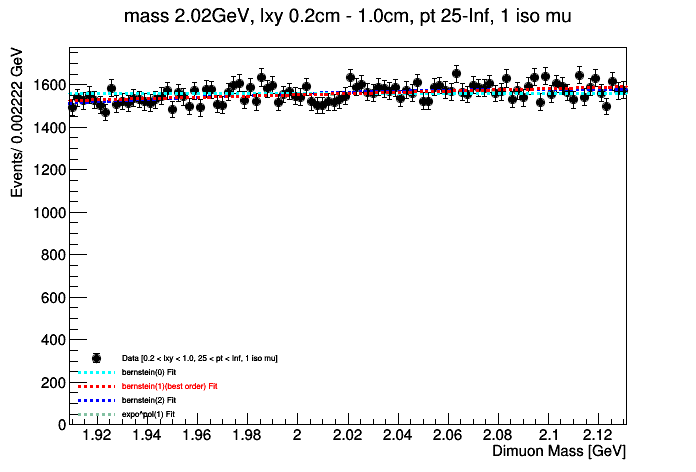 mass 2.02GeV, lxy 0.2cm - 1.0cm, pt 25-Inf, 1 iso mu
Events/ 0.002222 GeV
1600
1400
1200
1000
800
600
400
200
0
Data [0.2 < lxy < 1.0, 25 < pt < Inf, 1 iso mu]
bernstein(0) Fit
bernstein(1)(best order) Fit
bernstein(2) Fit
expo*pol(1) Fit
1.92 1.94 1.96 1.98 2 2.02 2.04 2.06 2.08 2.1 2.12
Dimuon Mass [GeV]